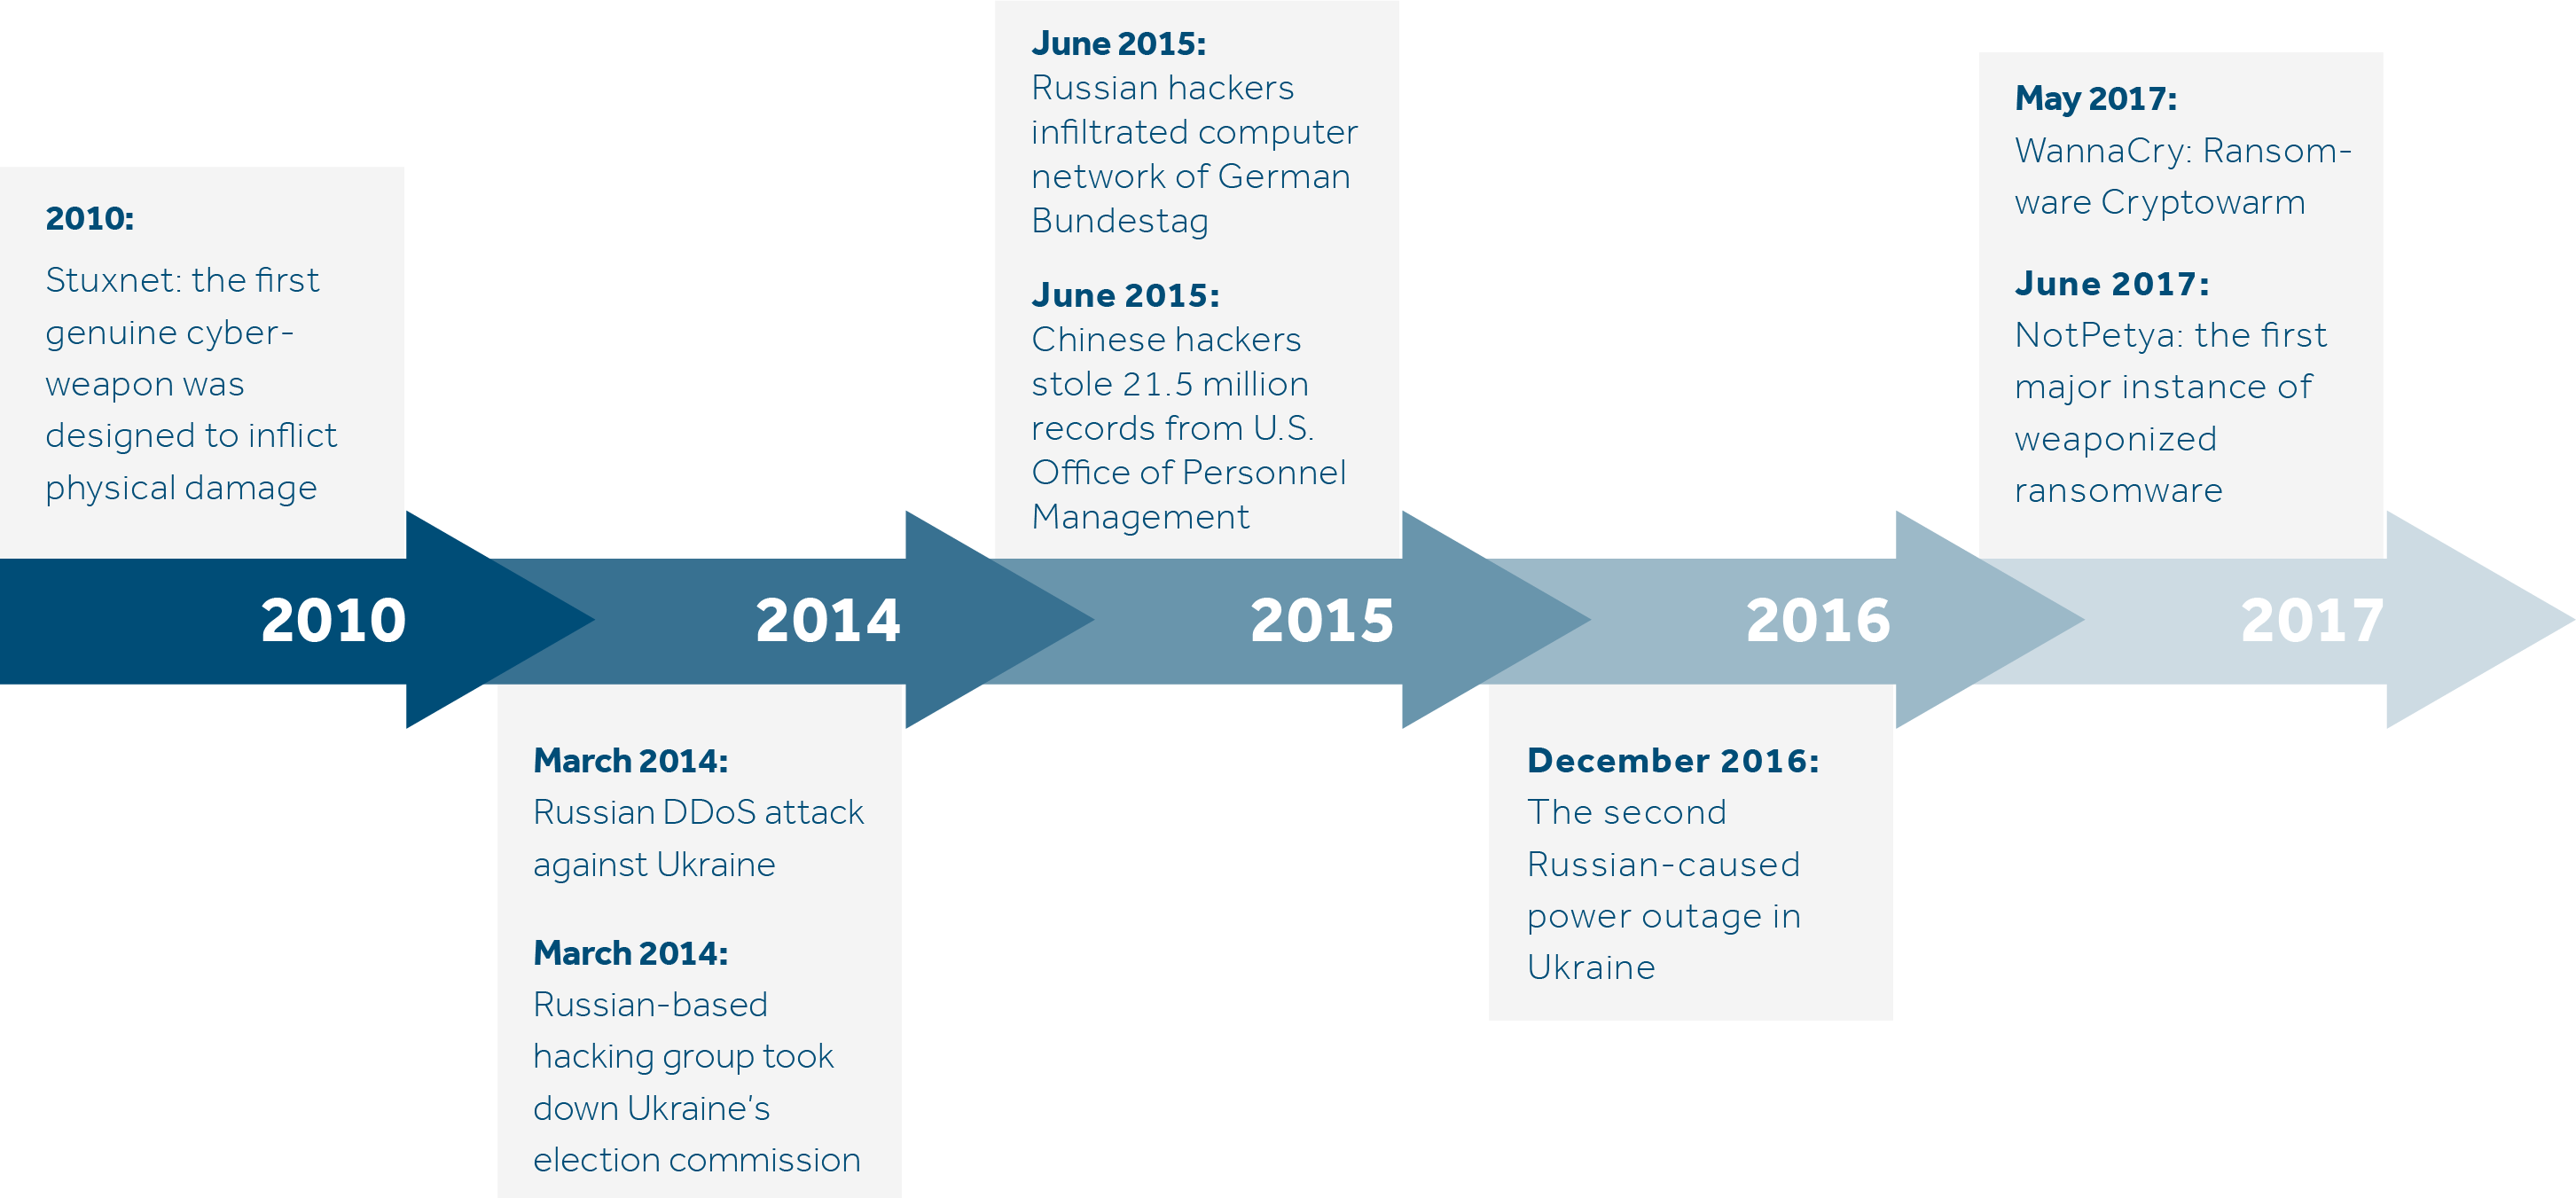 2010:
Stuxnet: the first
genuine cyber-
weapon was
designed to inflict
physical damage
2010
2014
March 2014:
Russian DDoS attack
against Ukraine
March 2014:
Russian-based
hacking group took
down Ukraine's
election commission
June 2015:
Russian hackers
infiltrated computer
network of German
Bundestag
June 2015:
Chinese hackers
stole 21.5 million
records from U.S.
Office of Personnel
Management
2015
2016
December 2016:
The second
Russian-caused
power outage in
Ukraine
May 2017:
WannaCry: Ransom-
ware Cryptowarm
June 2017:
NotPetya: the first
major instance of
weaponized
ransomware
2017